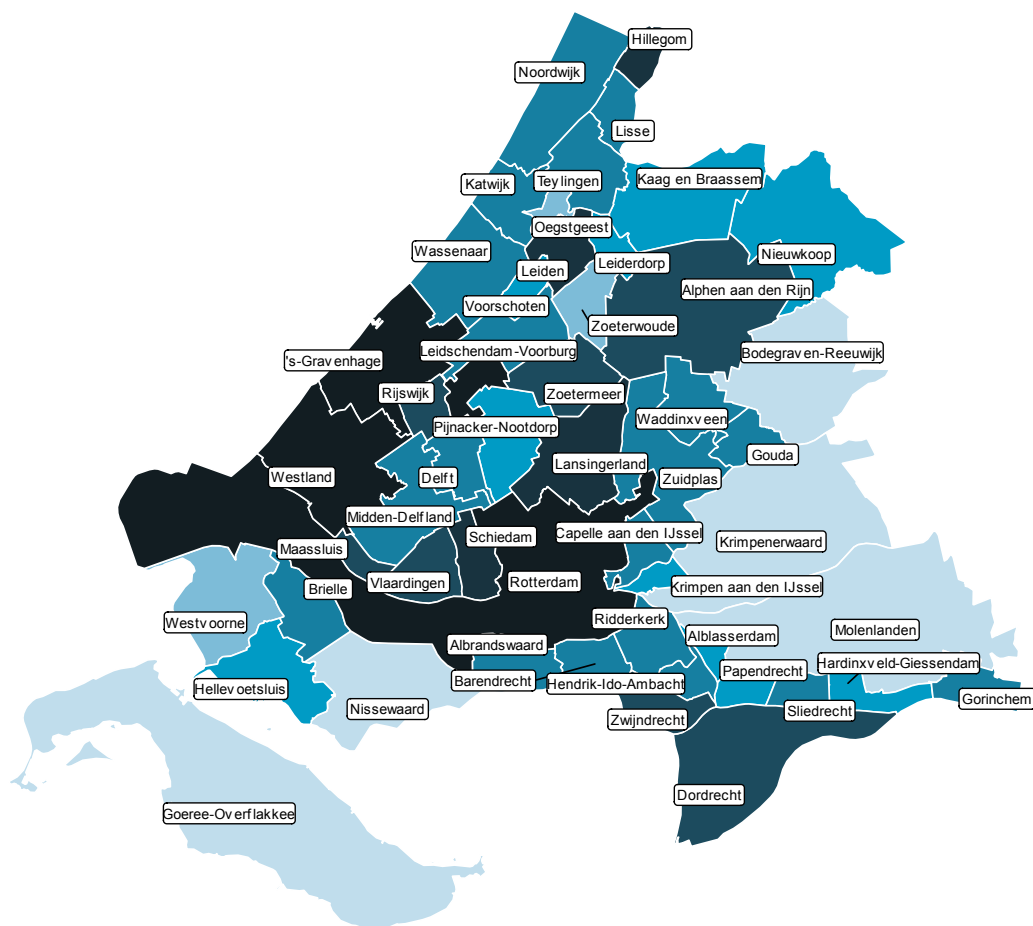 Hillegom
Noordwijk
Lisse
Kaag en Braassem
Teylingen
Katwijk
Oegstgeest
Wassenaar
Nieuwkoop
Leiden
Leiderdorp
Alphen aan den Rijn
Voorschoten
Zoeterwoude
Leidschendam-Voorburg
Bodegraven-Reeuwijk
's-Gravenhage
Rijswijk
Zoetermeer
Waddinxveen
Pijnacker-Nootdorp
Gouda
Lansingerland
Westland
Delft
Zuidplas
Midden-Delfland
Schiedam
Capelle aan den IJssel
Krimpenerwaard
Maassluis
Vlaardingen
Rotterdam
Brielle
Krimpen aan den IJssel
Westvoorne
Ridderkerk
Molenlanden
Alblasserdam
Albrandswaard
Hardinxveld-Giessendam
Papendrecht
Barendrecht
Hendrik-Ido-Ambacht
Hellevoetsluis
Gorinchem
Nissewaard
Sliedrecht
Zwijndrecht
Dordrecht
Goeree-Overflakkee